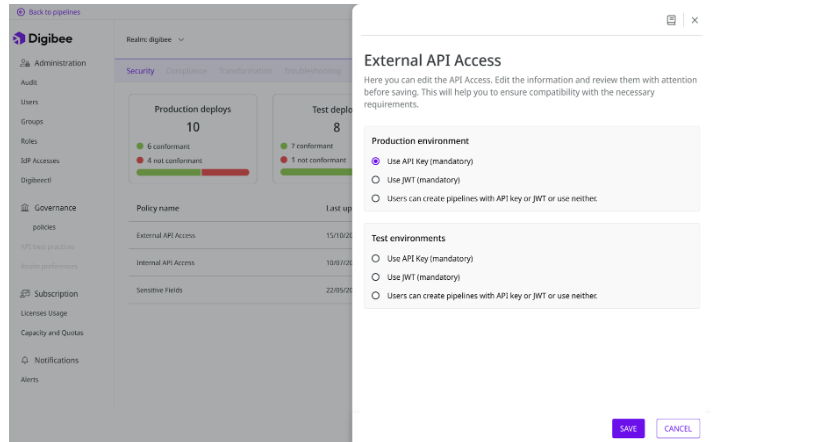 Back to pipelines
Digibee
Realm: digibee
Administration
Audit
Users
Groups
Roles
IdP Accesses
Digibeectl
Governance
policies
API best practices
Subscription
Licenses Usage
Capacity and Quotas
Notifications
Alerts
Security Compliance Transformation Troubleshooting
Production deploys
10
6 conformant
4 not conformant
Test deplo
8
7 conformant
1 not conformant
Policy name Last up
External API Access 15/10/20
Internal API Access 10/07/20
Sensitive Fields 22/05/20
External API Access
Here you can edit the API Access. Edit the information and review them with attention
before saving. This will help you to ensure compatibility with the necessary
requirements.
Production environment
Use API Key (mandatory)
Use JWT (mandatory)
Users can create pipelines with API key or JWT or use neither.
Test environments
Use API Key (mandatory)
Use JWT (mandatory)
Users can create pipelines with API key or JWT or use neither.
SAVE CANCEL